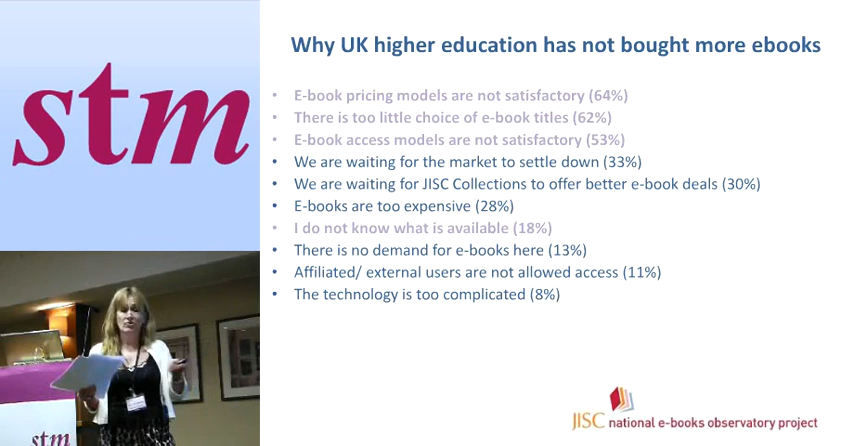 stm
Why UK higher education has not bought more ebooks
• E-book pricing models are not satisfactory (64%)
• There is too little choice of e-book titles (62%)
• E-book access models are not satisfactory (53%)
• We are waiting for the market to settle down (33%)
• We are waiting for JISC Collections to offer better e-book deals (30%)
• E-books are too expensive (28%)
• I do not know what is available (18%)
• There is no demand for e-books here (13%)
• Affiliated/ external users are not allowed access (11%)
• The technology is too complicated (8%)
stm
JISC national e-books observatory project